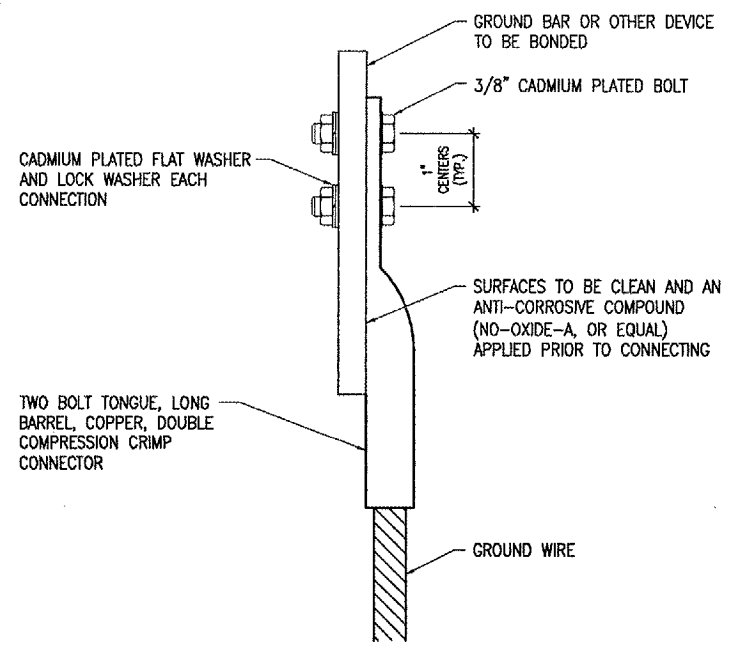 GROUND BAR OR OTHER DEVICE
TO BE BONDED
3/8" CADMIUM PLATED BOLT
CADMIUM PLATED FLAT WASHER
AND LOCK WASHER EACH
CONNECTION
1"
CENTERS
(TYP.)
SURFACES TO BE CLEAN AND AN
ANTI-CORROSIVE COMPOUND
(NO-OXIDE-A, OR EQUAL)
APPLIED PRIOR TO CONNECTING
TWO BOLT TONGUE, LONG
BARREL, COPPER, DOUBLE
COMPRESSION CRIMP
CONNECTOR
GROUND WIRE